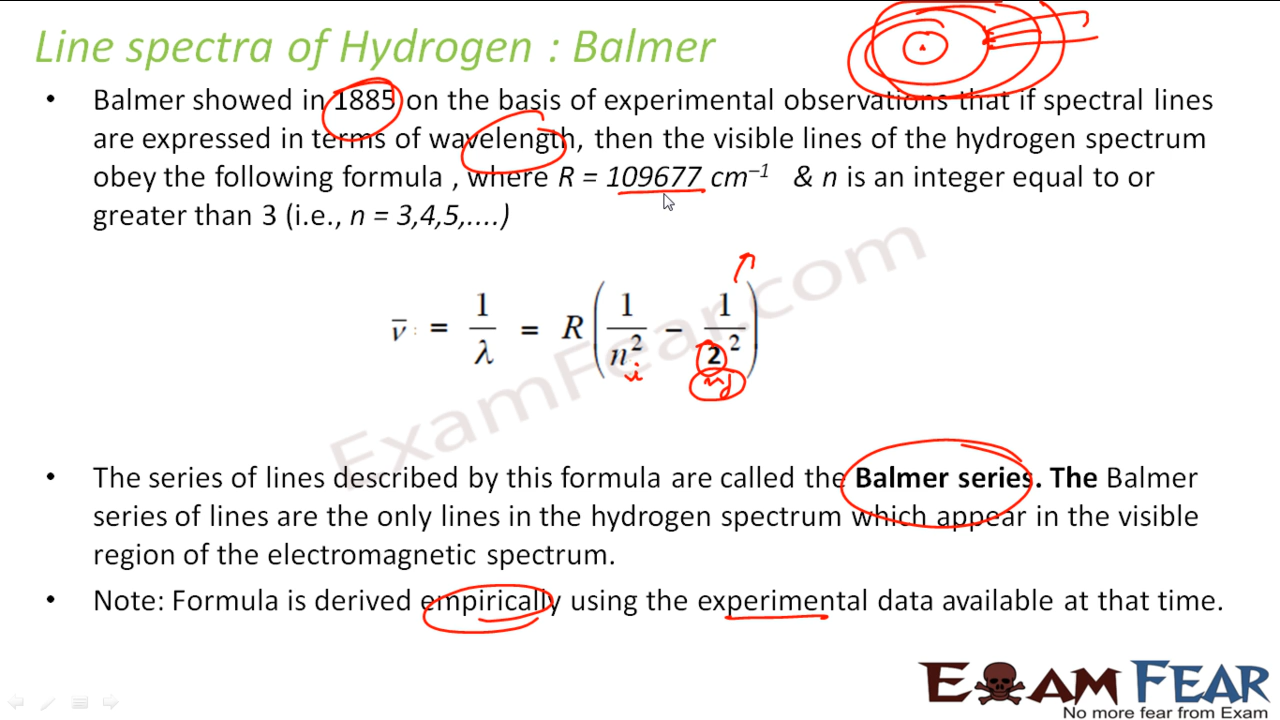 Line spectra of Hydrogen : Balmer
• Balmer showed in 1885 on the basis of experimental observations that if spectral lines
are expressed in terms of wavelength, then the visible lines of the hydrogen spectrum
obey the following formula , where R = 109677 cm⁻¹ & n is an integer equal to or
greater than 3 (i.e., n = 3,4,5,....)
ν̅ = 1/λ = R(1/n² − 1/2²)
i
ExamFear.com
• The series of lines described by this formula are called the Balmer series. The Balmer
series of lines are the only lines in the hydrogen spectrum which appear in the visible
region of the electromagnetic spectrum.
• Note: Formula is derived empirically using the experimental data available at that time.
EXAM FEAR
No more fear from Exam